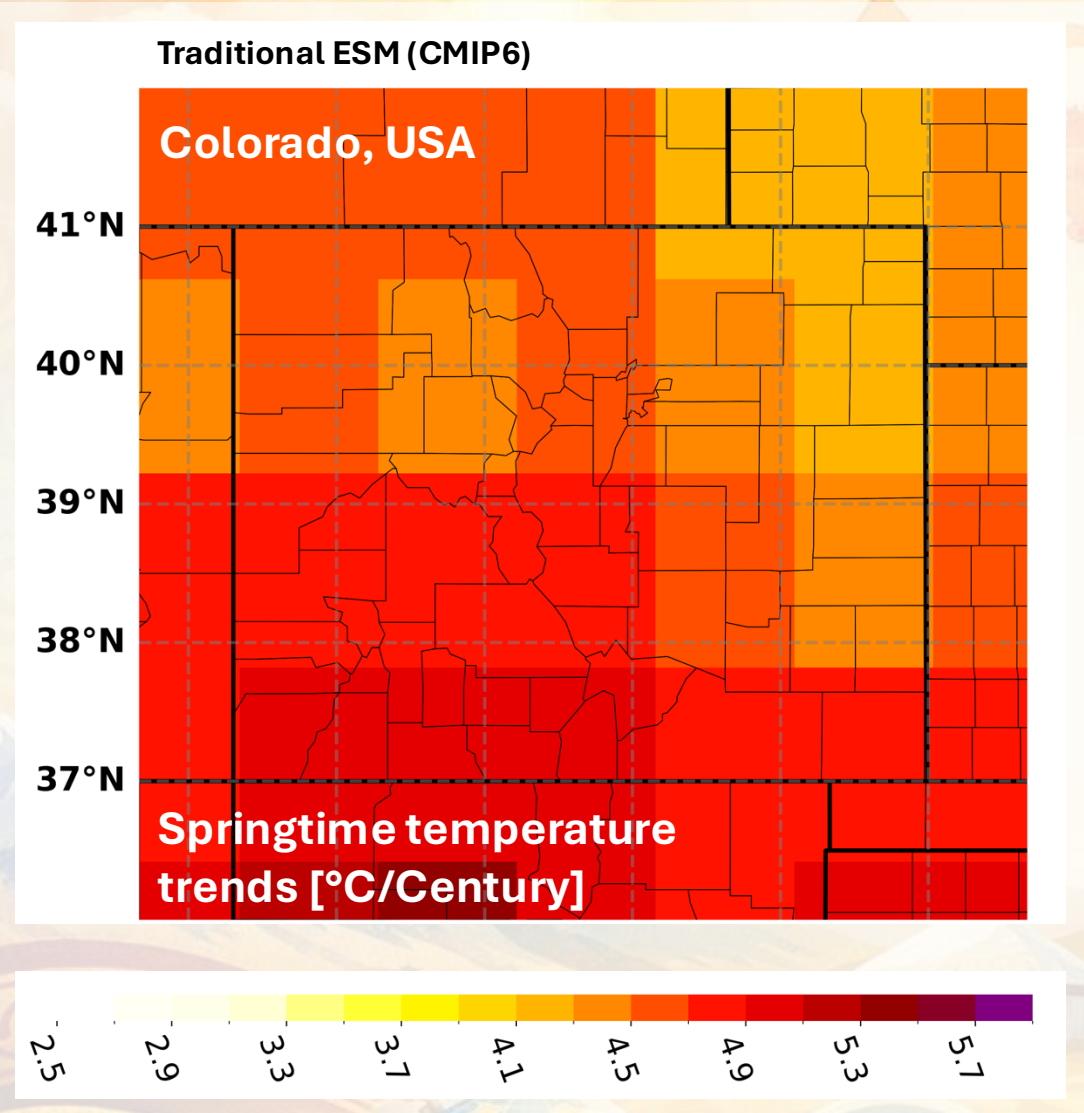 Traditional ESM (CMIP6)
Colorado, USA
41°N
40°N
39°N
38°N
37°N
Springtime temperature
trends [°C/Century]
2.5 2.9 3.3 3.7 4.1 4.5 4.9 5.3 5.7